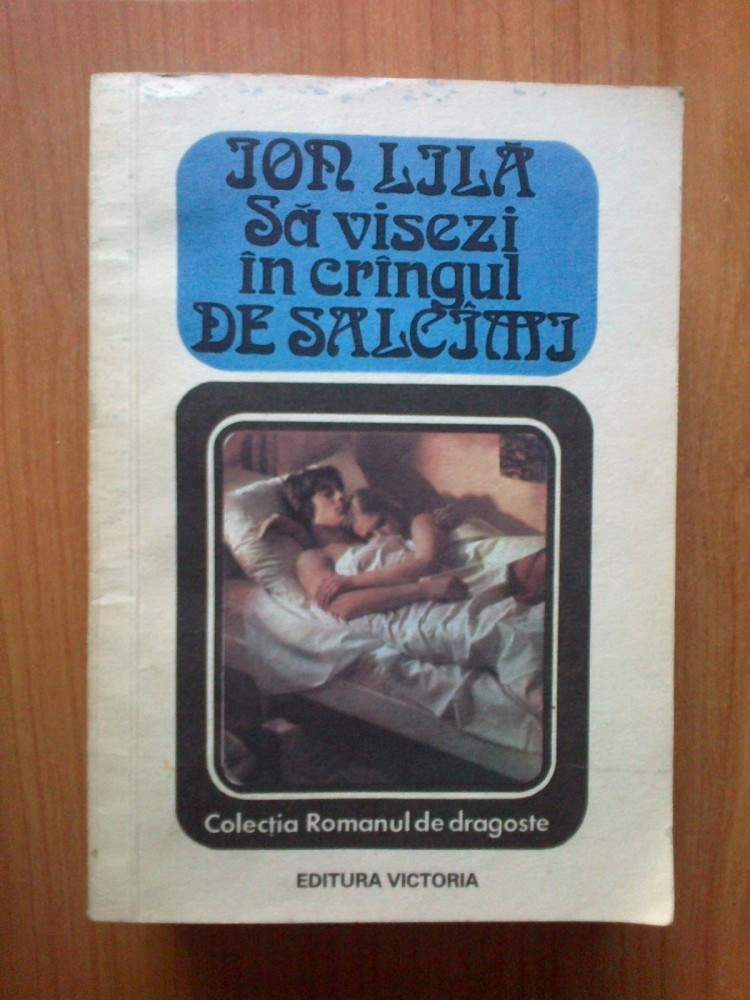 ION LILĂ
Să visezi
în crîngul
DE SALCÎMI
Colecția Romanul de dragoste
EDITURA VICTORIA